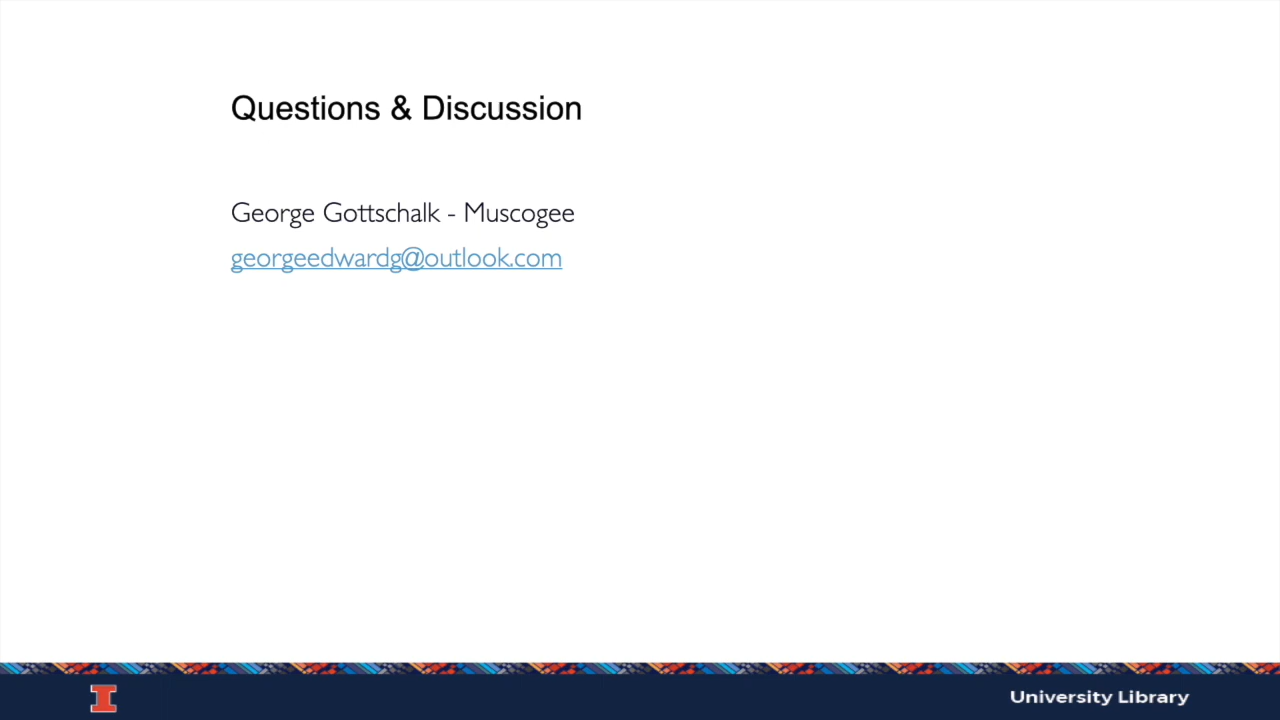 Questions & Discussion
George Gottschalk - Muscogee
georgeedwardg@outlook.com
I
University Library